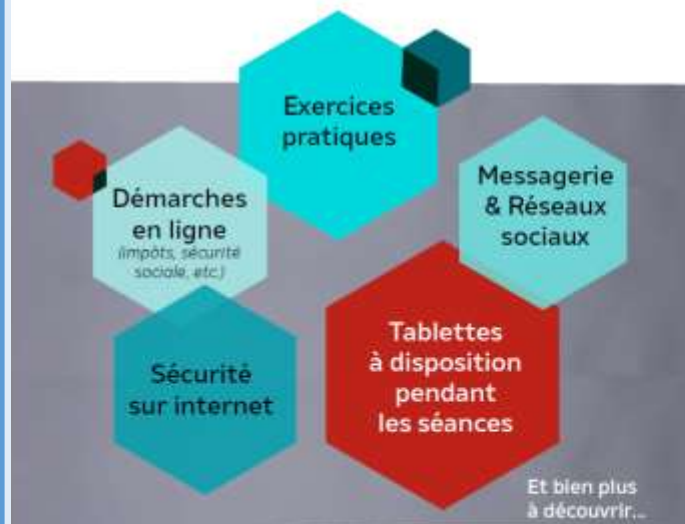 Exercices
pratiques
Messagerie
& Réseaux
sociaux
Démarches
en ligne
(impôts, sécurité
sociale, etc.)
Tablettes
à disposition
pendant
les séances
Sécurité
sur internet
Et bien plus
à découvrir...